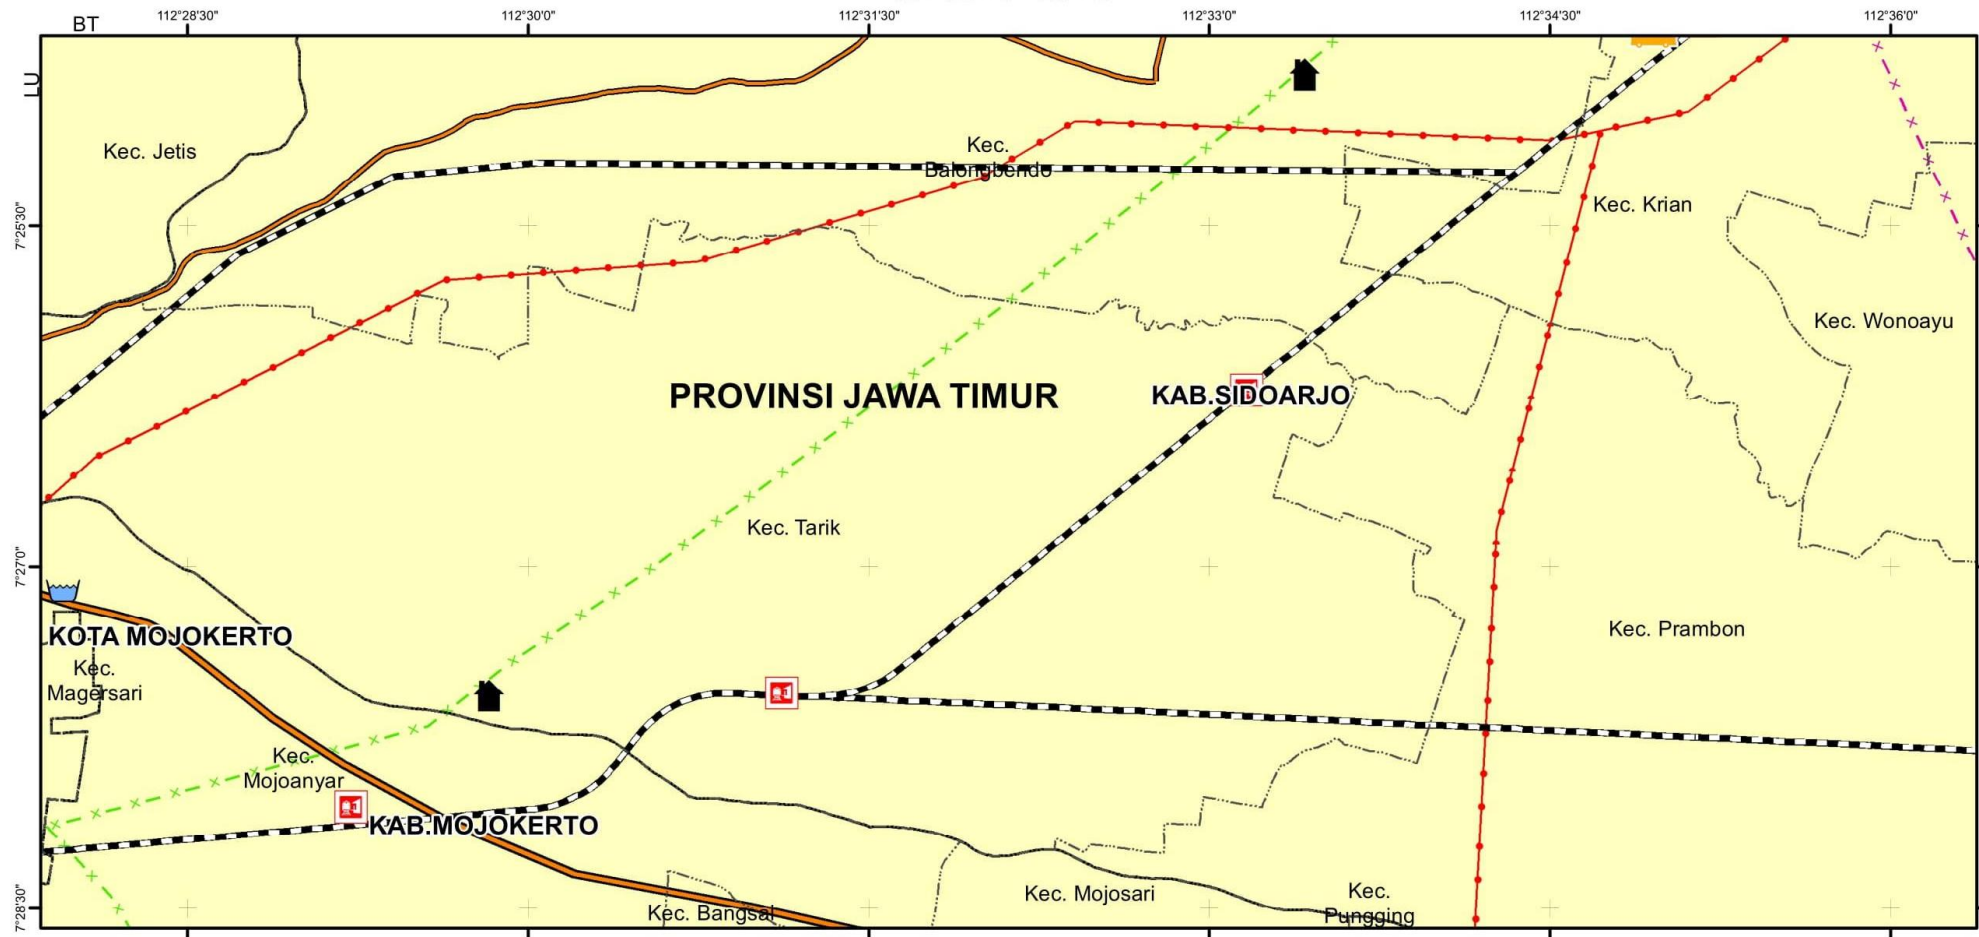 BT
112°28'30"
112°30'0"
112°31'30"
112°33'0"
112°34'30"
112°36'0"
LU
Kec. Jetis
Kec.
Balongbendo
Kec. Krian
7°25'30"
Kec. Wonoayu
PROVINSI JAWA TIMUR
KAB.SIDOARJO
Kec. Tarik
7°27'0"
KOTA MOJOKERTO
Kec. Prambon
Kec.
Magersari
Kec.
Mojoanyar
KAB.MOJOKERTO
Kec. Mojosari
Kec.
Pungging
Kec. Bangsal
7°28'30"